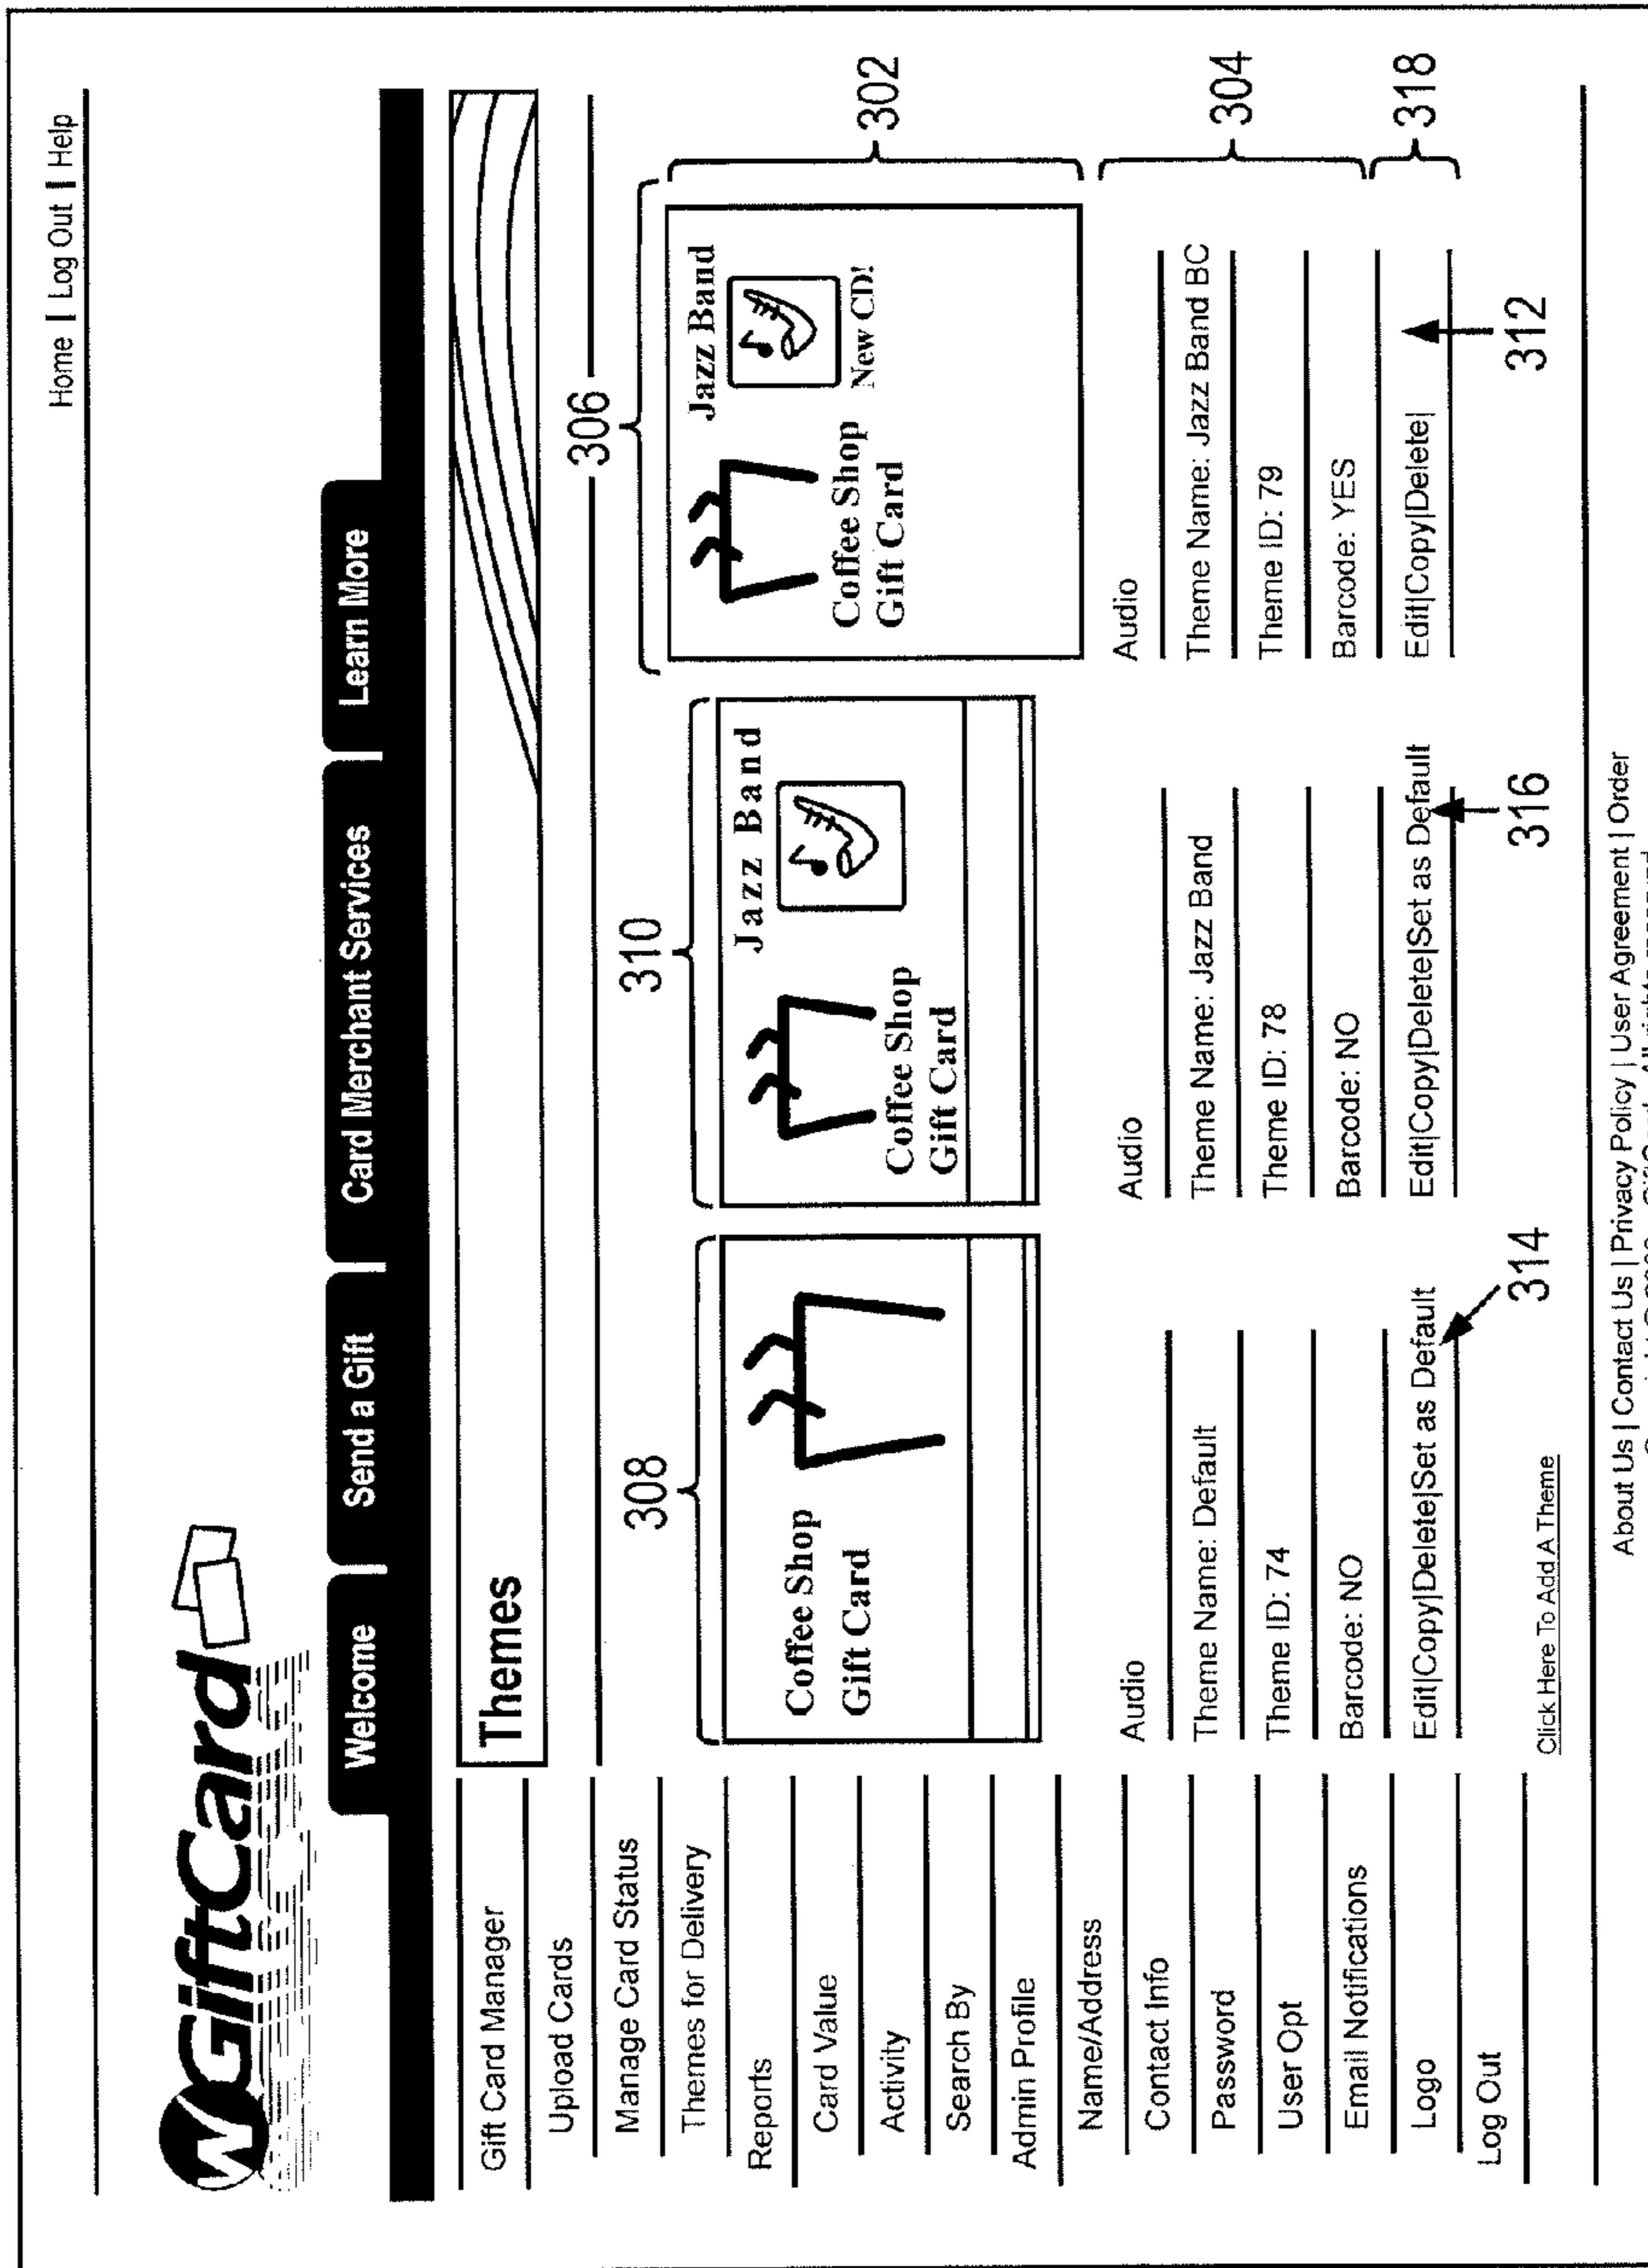 Home | Log Out | Help
WGiftCard
Welcome
Send a Gift
Card Merchant Services
Learn More
Gift Card Manager
Upload Cards
Manage Card Status
Themes for Delivery
Reports
Card Value
Activity
Search By
Admin Profile
Name/Address
Contact Info
Password
User Opt
Email Notifications
Logo
Log Out
Themes
308
Coffee Shop
Gift Card
Audio
Theme Name: Default
Theme ID: 74
Barcode: NO
Edit|Copy|Delete|Set as Default
314
Click Here To Add A Theme
310
Jazz Band
Coffee Shop
Gift Card
Audio
Theme Name: Jazz Band
Theme ID: 78
Barcode: NO
Edit|Copy|Delete|Set as Default
316
306
Jazz Band
New CD!
Coffee Shop
Gift Card
Audio
Theme Name: Jazz Band BC
Theme ID: 79
Barcode: YES
Edit|Copy|Delete|
312
302
304
318
About Us | Contact Us | Privacy Policy | User Agreement | Order
All rights reserved